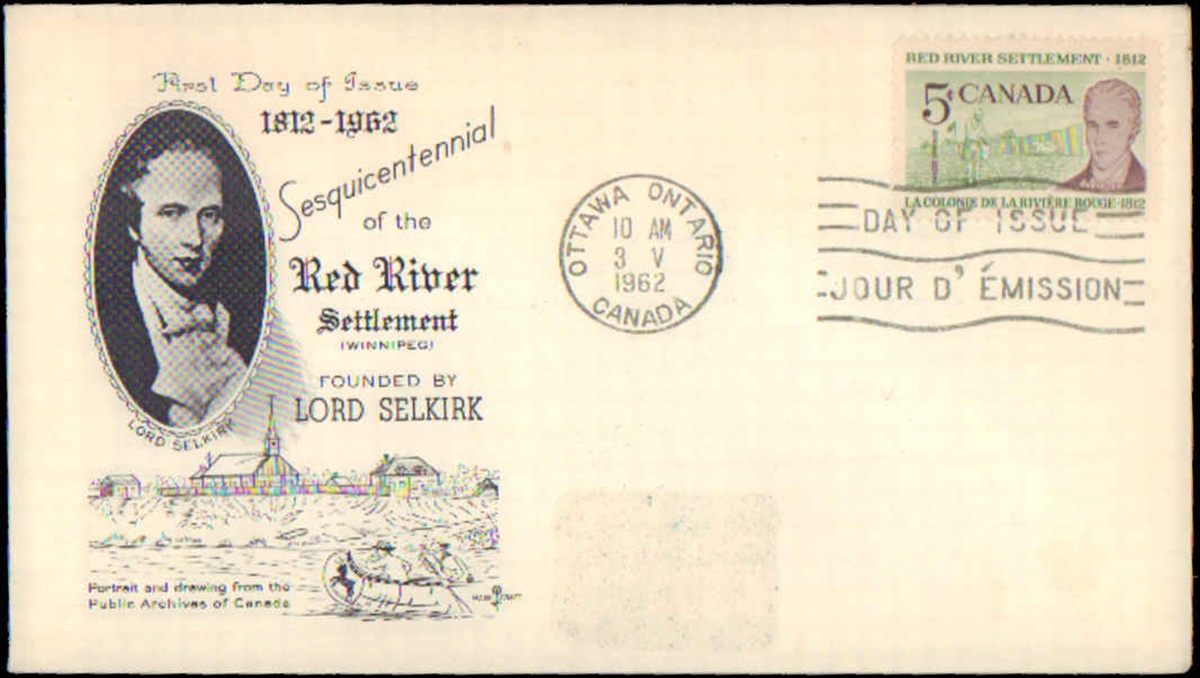 First Day of Issue
1812-1962
Sesquicentennial
of the
Red River
Settlement
(WINNIPEG)
FOUNDED BY
LORD SELKIRK
LORD SELKIRK
Portrait and drawing from the
Public Archives of Canada
OTTAWA ONTARIO
10 AM
3 V
1962
CANADA
RED RIVER SETTLEMENT · 1812
5¢ CANADA
LA COLONIE DE LA RIVIÈRE ROUGE-1812
DAY OF ISSUE
JOUR D'ÉMISSION